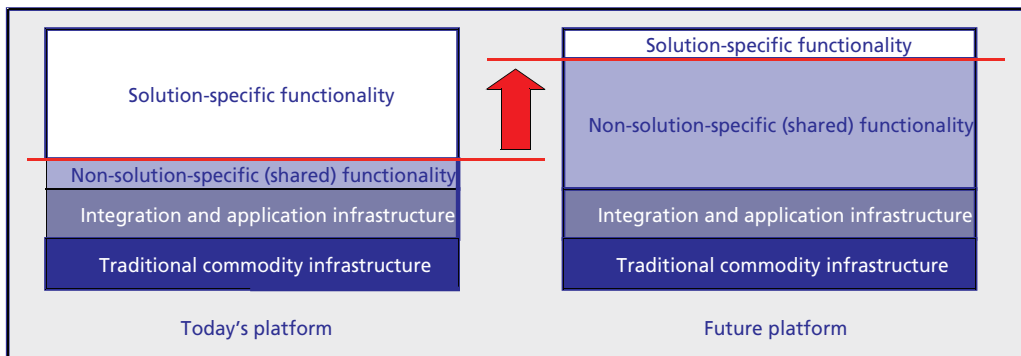 Solution-specific functionality
Non-solution-specific (shared) functionality
Integration and application infrastructure
Traditional commodity infrastructure
Today's platform
Solution-specific functionality
Non-solution-specific (shared) functionality
Integration and application infrastructure
Traditional commodity infrastructure
Future platform